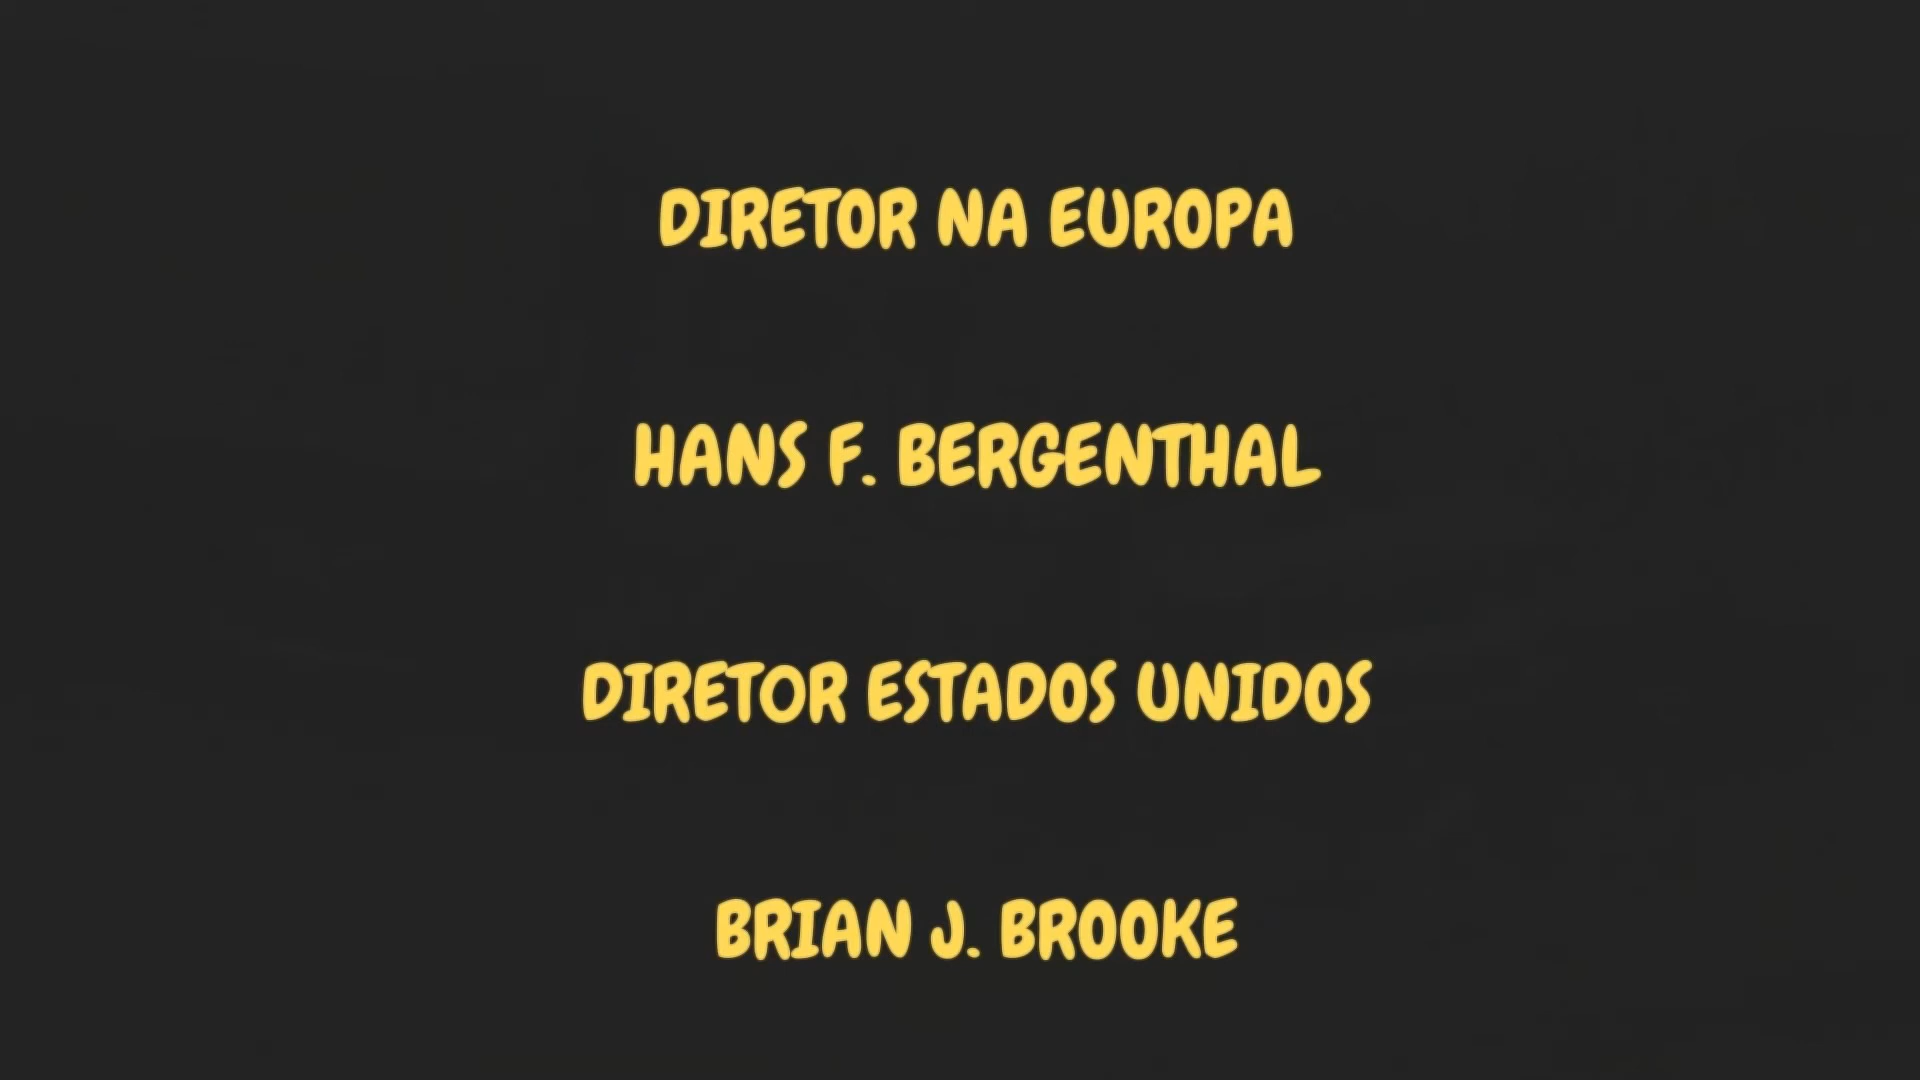 DIRETOR NA EUROPA
HANS F. BERGENTHAL
DIRETOR ESTADOS UNIDOS
BRIAN J. BROOKE